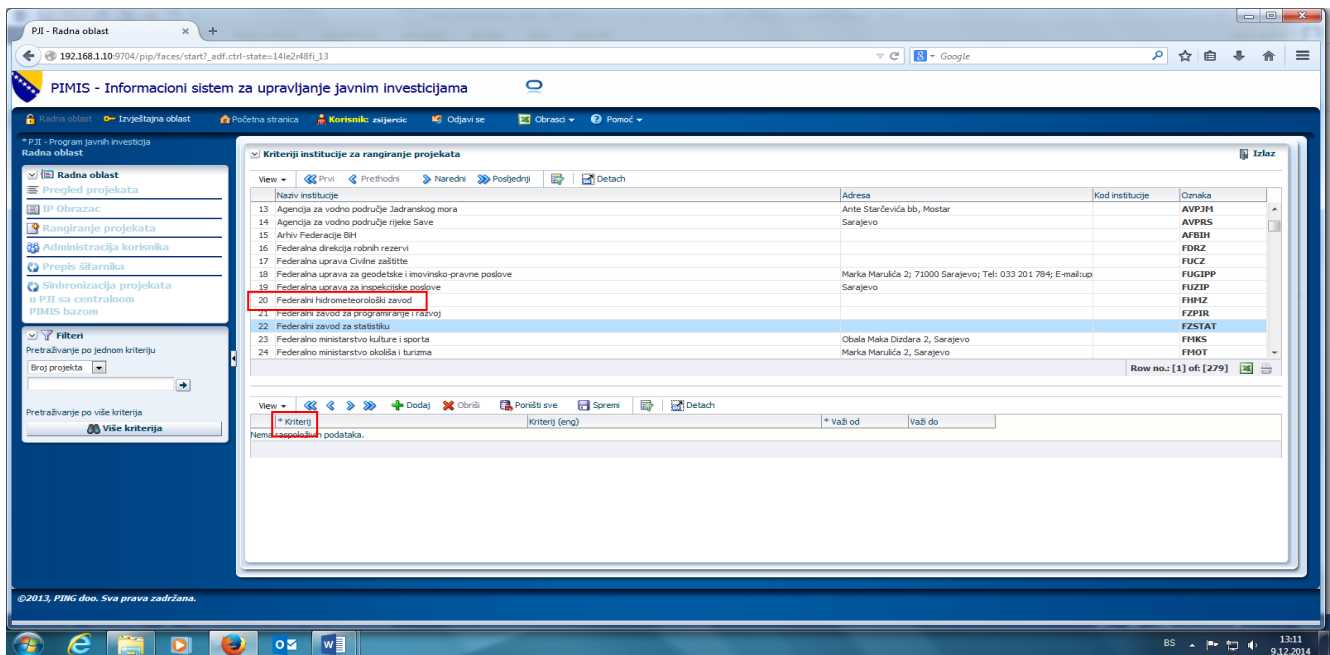 PJI - Radna oblast
192.168.1.10:9704/pip/faces/start?_adf.ctrl-state=14le2r48fi_13
Google
PIMIS - Informacioni sistem za upravljanje javnim investicijama
Radna oblast Izvještajna oblast Početna stranica Korisnik: zsijercic Odjavi se Obrasci Pomoć
* PJI - Program javnih investicija
Radna oblast
Radna oblast
Pregled projekata
IP Obrazac
Rangiranje projekata
Administracija korisnika
Prepis šifarnika
Sinhronizacija projekata
u PJI sa centralnom
PIMIS bazom
Filteri
Pretraživanje po jednom kriteriju
Broj projekta
Pretraživanje po više kriterija
Više kriterija
Kriteriji institucije za rangiranje projekata Izlaz
View Prvi Prethodni Naredni Posljednji Detach
Naziv institucije Adresa Kod institucije Oznaka
13 Agencija za vodno područje Jadranskog mora Ante Starčevića bb, Mostar AVPJM
14 Agencija za vodno područje rijeke Save Sarajevo AVPRS
15 Arhiv Federacije BiH AFBIH
16 Federalna direkcija robnih rezervi FDRZ
17 Federalna uprava Civilne zaštitte FUCZ
18 Federalna uprava za geodetske i imovinsko-pravne poslove Marka Marulića 2; 71000 Sarajevo; Tel: 033 201 784; E-mail:up FUGIPP
19 Federalna uprava za inspekcijske poslove Sarajevo FUZIP
20 Federalni hidrometeorološki zavod FHMZ
21 Federalni zavod za programiranje i razvoj FZPIR
22 Federalni zavod za statistiku FZSTAT
23 Federalno ministarstvo kulture i sporta Obala Maka Dizdara 2, Sarajevo FMKS
24 Federalno ministarstvo okoliša i turizma Marka Marulića 2, Sarajevo FMOT
Row no.: [1] of: [279]
View Dodaj Obriši Poništi sve Spremi Detach
* Kriterij Kriterij (eng) * Važi od Važi do
Nema raspoloživih podataka.
©2013, PING doo. Sva prava zadržana.
BS 13:11
9.12.2014